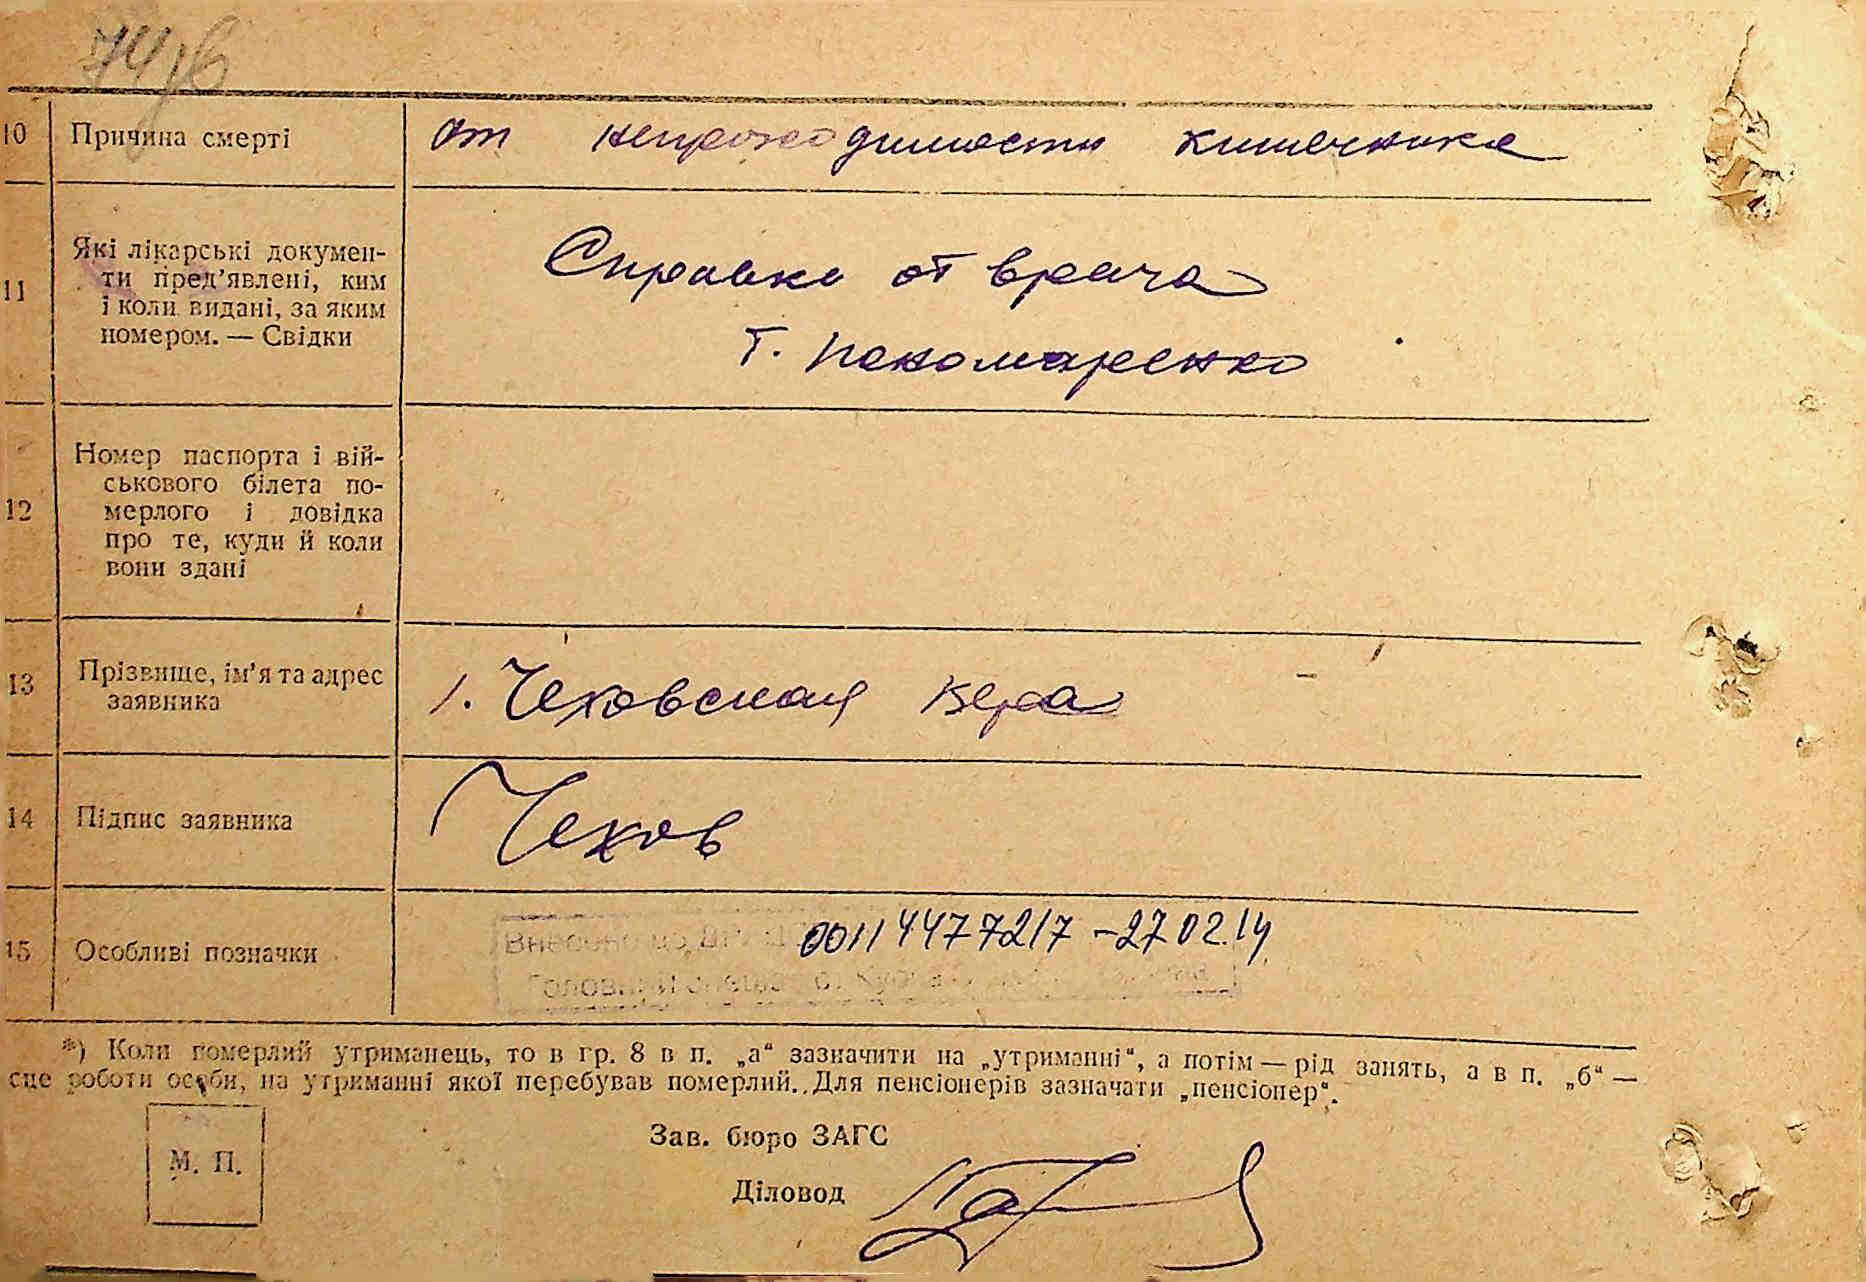 10 Причина смерті от непроходимости кишечника
11 Які лікарські докумен-
ти пред'явлені, ким
і коли видані, за яким
номером. — Свідки
Справка от врача
т. Пономаренко
12 Номер паспорта і вій-
ськового білета по-
мерлого і довідка
про те, куди й коли
вони здані
13 Прізвище, ім'я та адрес
заявника
1. Чеховская Вера
14 Підпис заявника Чехов
15 Особливі позначки
Внесено до 00114477217 - 27.02.14
Головний
*) Коли померлий утриманець, то в гр. 8 в п. „а“ зазначити на „утриманні“, а потім — рід занять, а в п. „б“ —
сце роботи особи, на утриманні якої перебував померлий. Для пенсіонерів зазначати „пенсіонер“.
Зав. бюро ЗАГС
М. П.
Діловод